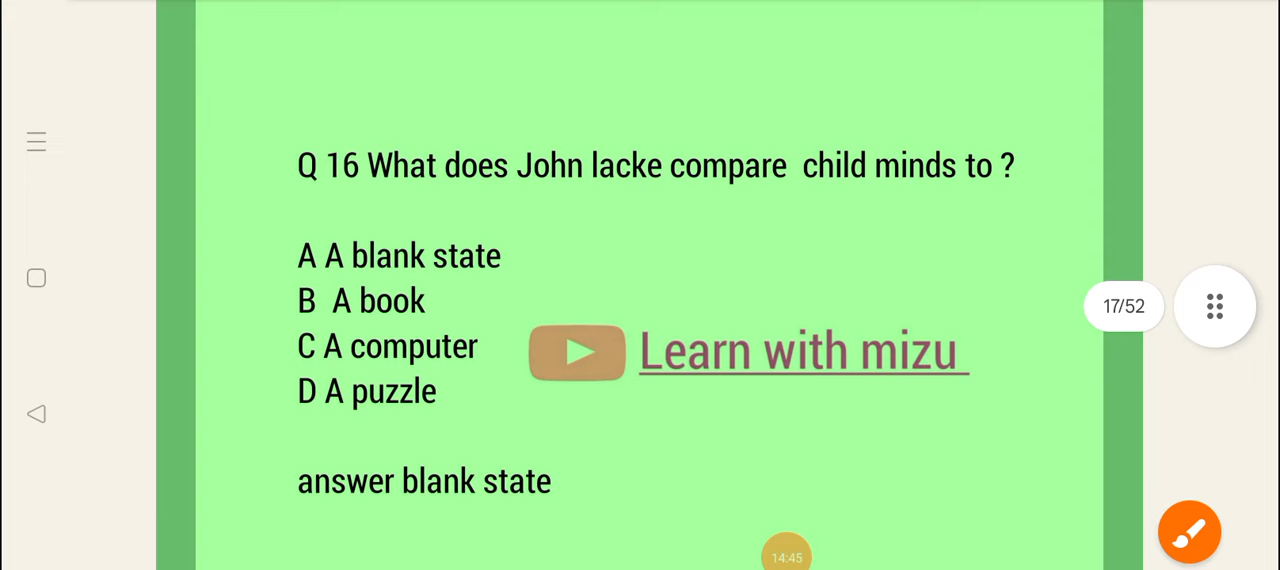 Q 16 What does John lacke compare child minds to ?
A A blank state
B A book
C A computer
D A puzzle
Learn with mizu
answer blank state
17/52
14:45